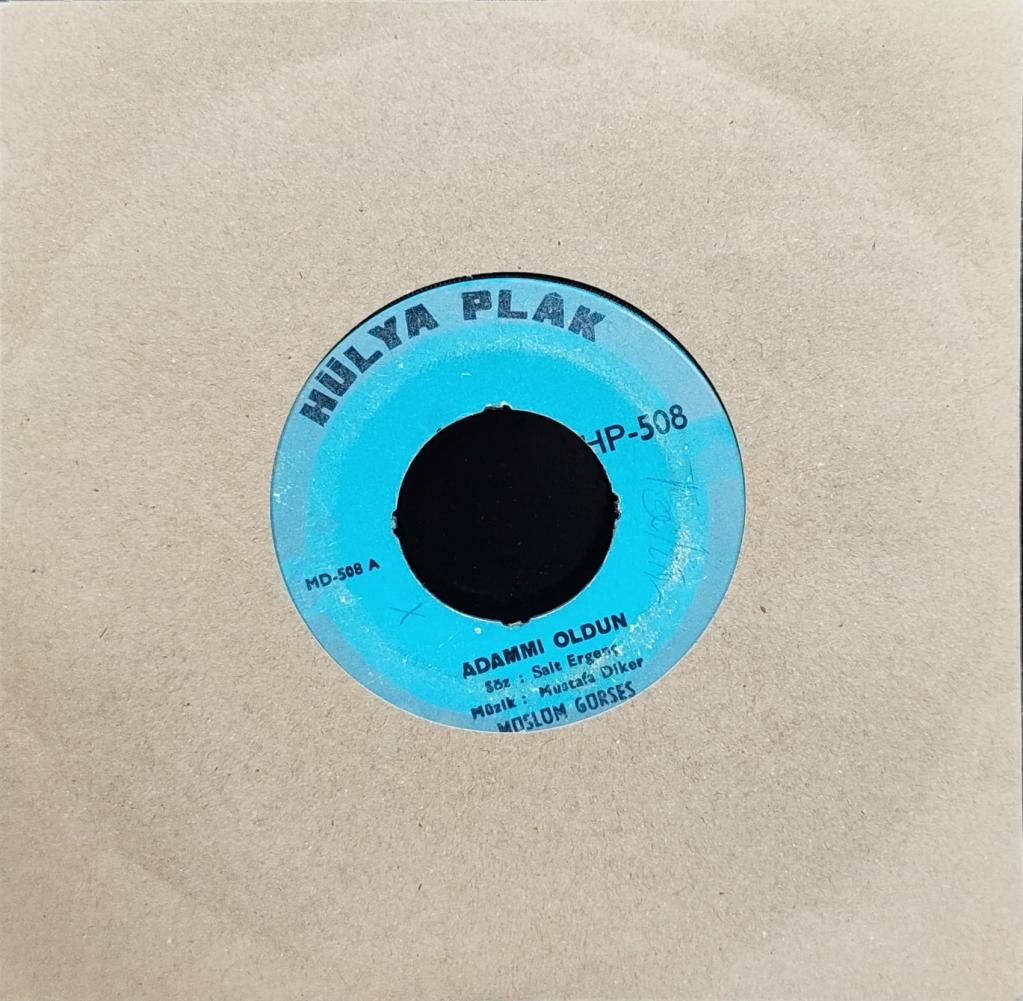 HÜLYA PLAK
HP-508
MD-508 A
x
ADAMMI OLDUN
Söz : Sait Ergenç
Müzik : Mustafa Diker
MÜSLÜM GÜRSES